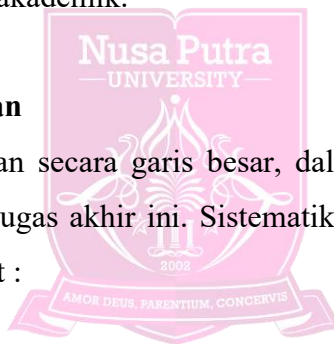 akademik.
Nusa Putra
UNIVERSITY
an
an secara garis besar, dal
ugas akhir ini. Sistematik
2002
t :
AMOR DEUS, PARENTIUM, CONCERVIS